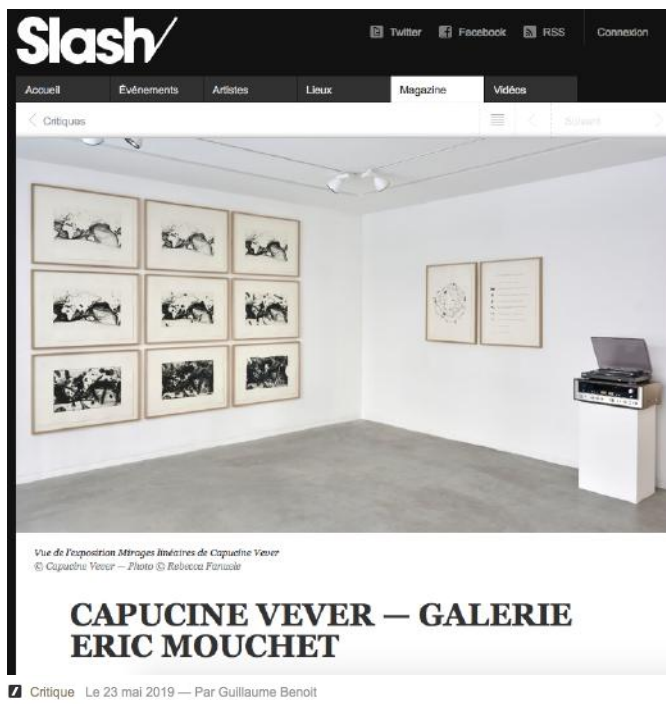 Slash/
Twitter Facebook RSS Connexion
Accueil Événements Artistes Lieux Magazine Vidéos
Critiques Suivant
Vue de l'exposition Mirages linéaires de Capucine Vever
© Capucine Vever — Photo © Rebecca Fanuele
CAPUCINE VEVER — GALERIE
ERIC MOUCHET
Critique Le 23 mai 2019 — Par Guillaume Benoit